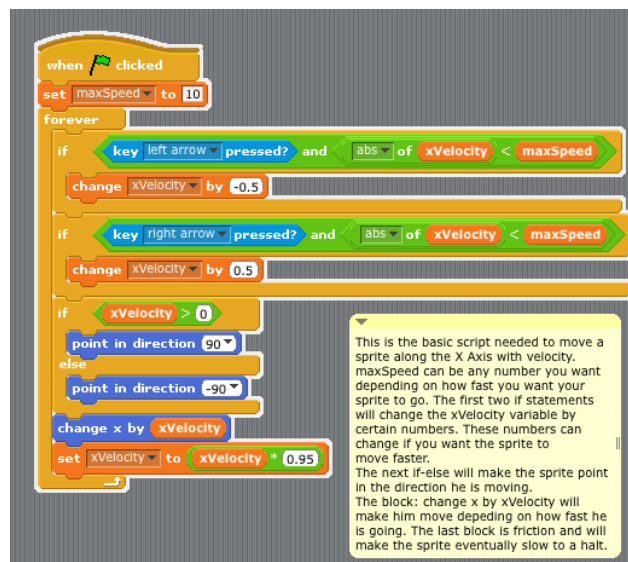 when clicked
set maxSpeed to 10
forever
if key left arrow pressed? and abs of xVelocity < maxSpeed
change xVelocity by -0.5
if key right arrow pressed? and abs of xVelocity < maxSpeed
change xVelocity by 0.5
if xVelocity > 0
point in direction 90
else
point in direction -90
change x by xVelocity
set xVelocity to xVelocity * 0.95
This is the basic script needed to move a
sprite along the X Axis with velocity.
maxSpeed can be any number you want
depending on how fast you want your
sprite to go. The first two if statements
will change the xVelocity variable by
certain numbers. These numbers can
change if you want the sprite to
move faster.
The next if-else will make the sprite point
in the direction he is moving.
The block: change x by xVelocity will
make him move depeding on how fast he
is going. The last block is friction and will
make the sprite eventually slow to a halt.